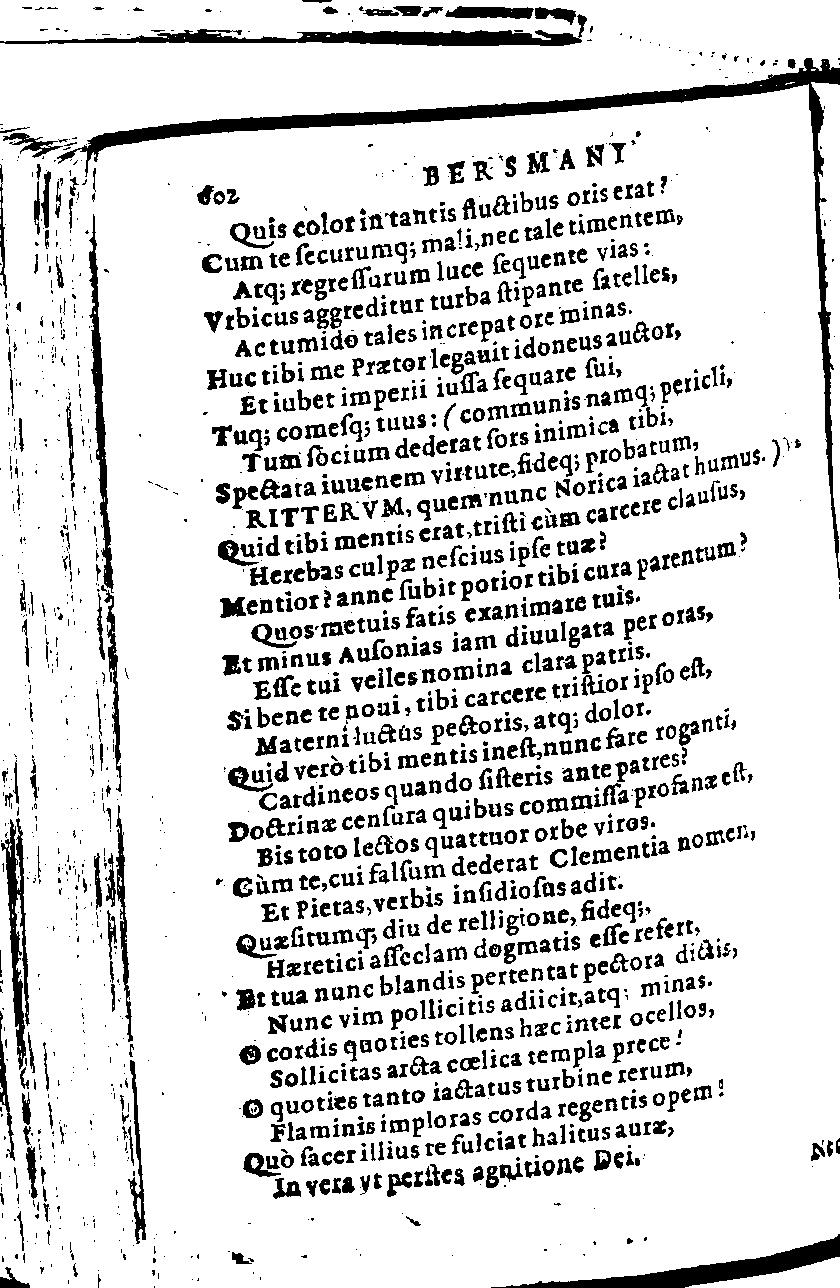 602 BERSMANI
Quis color in tantis fluctibus oris erat?
Cum te ſecurumq; mali, nec tale timentem,
Atq; regreſſurum luce ſequente vias:
Vrbicus aggreditur turba ſtipante ſatelles,
Ac tumido tales increpat ore minas.
Huc tibi me Prætor legauit idoneus auctor,
Et iubet imperii iuſſa ſequare ſui,
Tuq; comeſq; tuus: (communis namq; pericli,
Tum ſocium dederat ſors inimica tibi,
Spectata iuuenem virtute, fideq; probatum,
RITTERVM, quem nunc Norica iactat humus.)
Quid tibi mentis erat, triſti cùm carcere clauſus,
Herebas culpæ neſcius ipſe tuæ?
Mentior? anne ſubit potior tibi cura parentum?
Quos metuis fatis exanimare tuis.
Et minus Auſonias iam diuulgata per oras,
Eſſe tui velles nomina clara patris.
Si bene te noui, tibi carcere triſtior ipſo eſt,
Materni luctus pectoris, atq; dolor.
Quid verò tibi mentis ineſt, nunc fare roganti,
Cardineos quando ſiſteris ante patres?
Doctrinæ cenſura quibus commiſſa profanæ eſt,
Bis toto lectos quattuor orbe viros.
Cùm te, cui falſum dederat Clementia nomen,
Et Pietas, verbis inſidioſus adit.
Quæſitumq; diu de relligione, fideq;,
Hæretici aſſeclam dogmatis eſſe refert,
Et tua nunc blandis pertentat pectora dictis,
Nunc vim pollicitis adiicit, atq; minas.
O cordis quoties tollens hæc inter ocellos,
Sollicitas arcta cœlica templa prece!
O quoties tanto iactatus turbine rerum,
Flaminis imploras corda regentis opem!
Quò ſacer illius te fulciat halitus auræ,
In vera vt perſtes agnitione Dei.